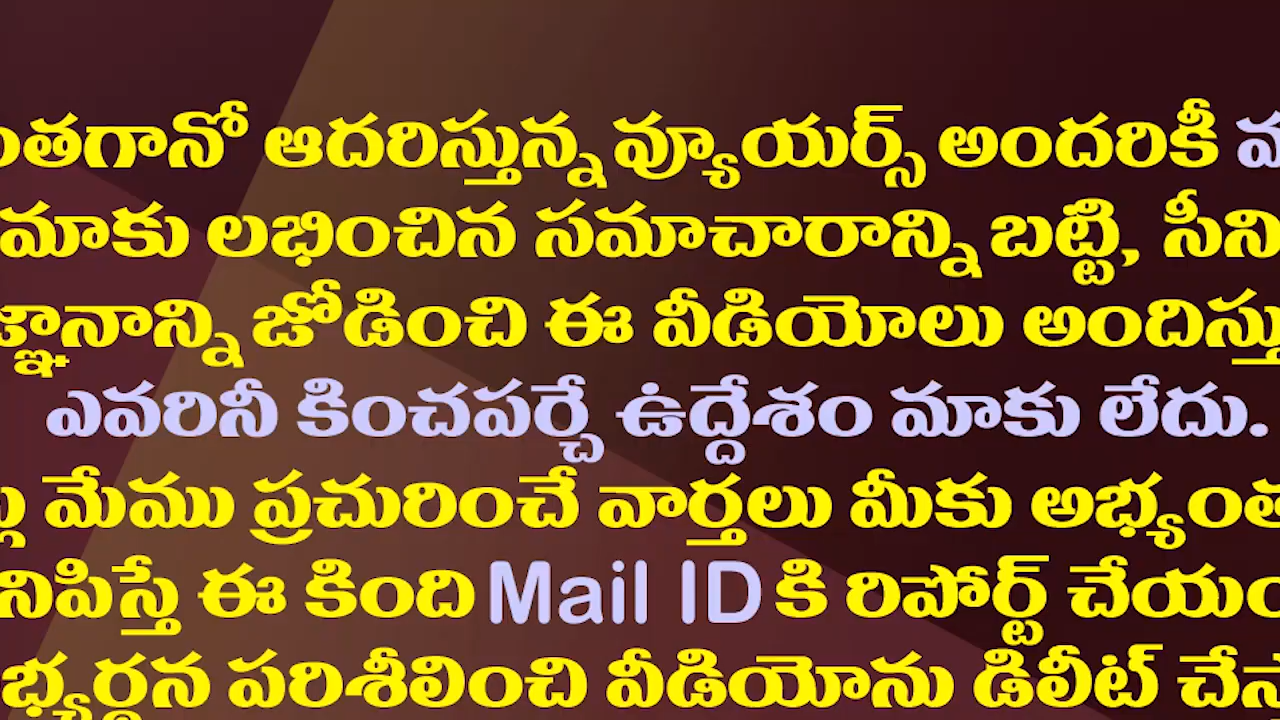 ంతగానో ఆదరిస్తున్న వ్యూయర్స్ అందరికీ
మాకు లభించిన సమాచారాన్ని బట్టి, సీని
జ్ఞానాన్ని జోడించి ఈ వీడియోలు అందిస్తు
ఎవరినీ కించపర్చే ఉద్దేశం మాకు లేదు.
మేము ప్రచురించే వార్తలు మీకు అభ్యంత
నిపిస్తే ఈ కింది Mail ID కి రిపోర్ట్ చేయం
భ్యర్థన పరిశీలించి వీడియోను డిలీట్ చేస